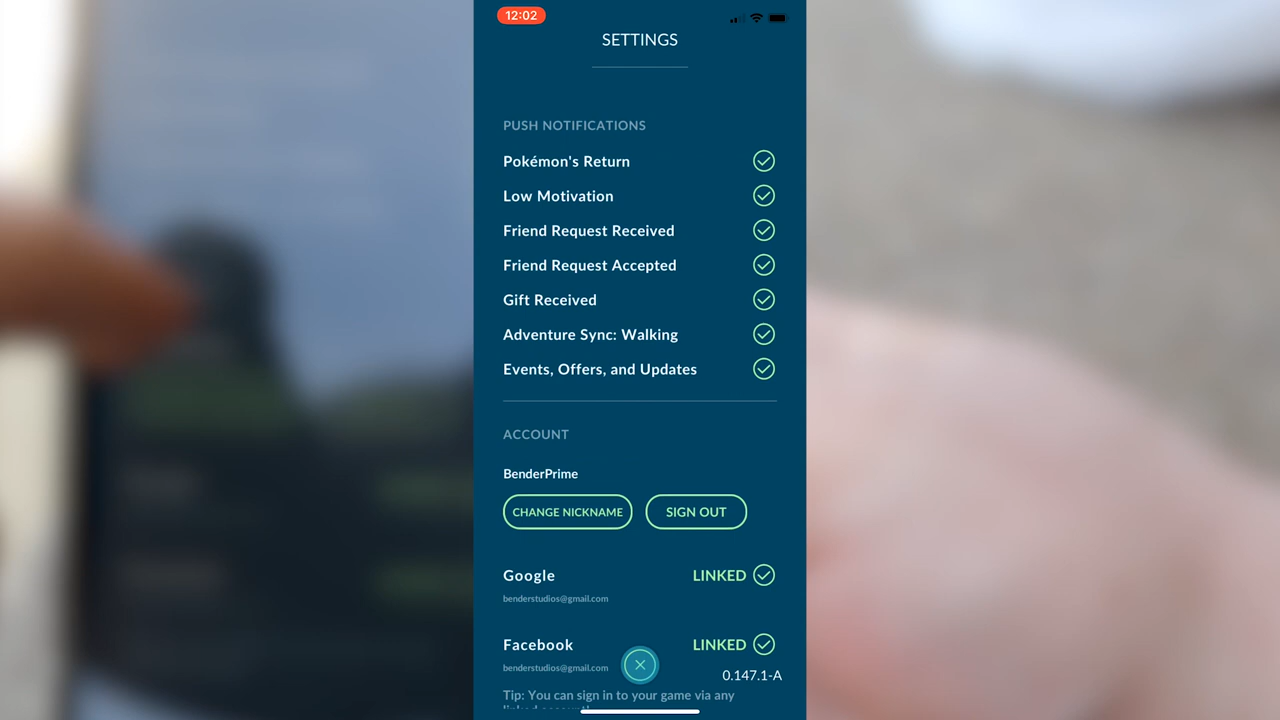 12:02
SETTINGS
PUSH NOTIFICATIONS
Pokémon's Return
Low Motivation
Friend Request Received
Friend Request Accepted
Gift Received
Adventure Sync: Walking
Events, Offers, and Updates
ACCOUNT
BenderPrime
CHANGE NICKNAME SIGN OUT
Google LINKED
benderstudios@gmail.com
Facebook LINKED
benderstudios@gmail.com
0.147.1-A
Tip: You can sign in to your game via any